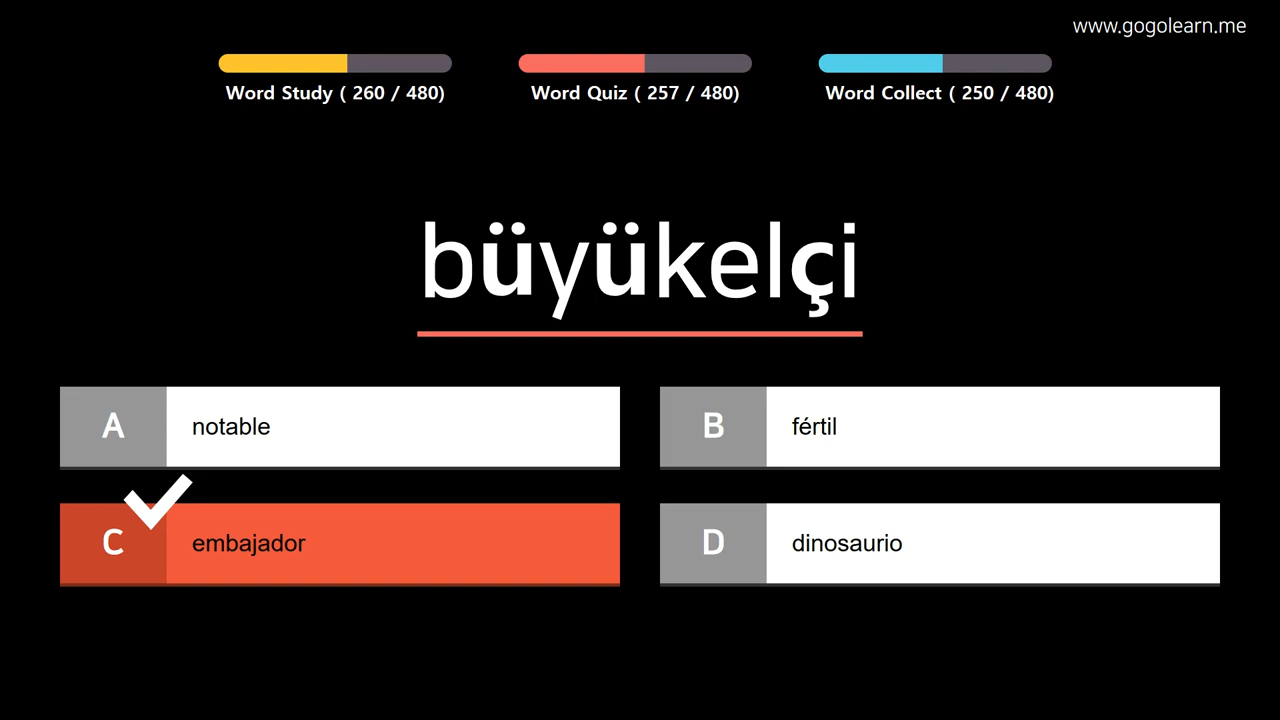 www.gogolearn.me
Word Study ( 260 / 480)
Word Quiz ( 257 / 480)
Word Collect ( 250 / 480)
büyükelçi
A notable
B fértil
C embajador
D dinosaurio